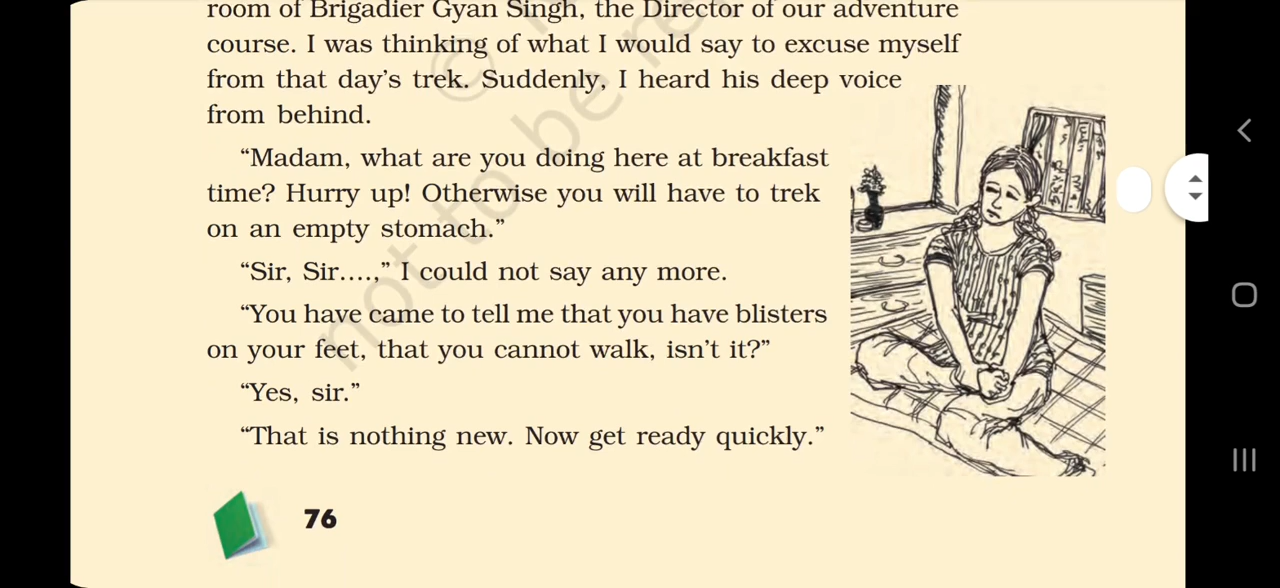 room of Brigadier Gyan Singh, the Director of our adventure
course. I was thinking of what I would say to excuse myself
from that day's trek. Suddenly, I heard his deep voice
from behind.
“Madam, what are you doing here at breakfast
time? Hurry up! Otherwise you will have to trek
on an empty stomach.”
“Sir, Sir....,” I could not say any more.
“You have came to tell me that you have blisters
on your feet, that you cannot walk, isn't it?”
“Yes, sir.”
“That is nothing new. Now get ready quickly.”
76
©
not to be re